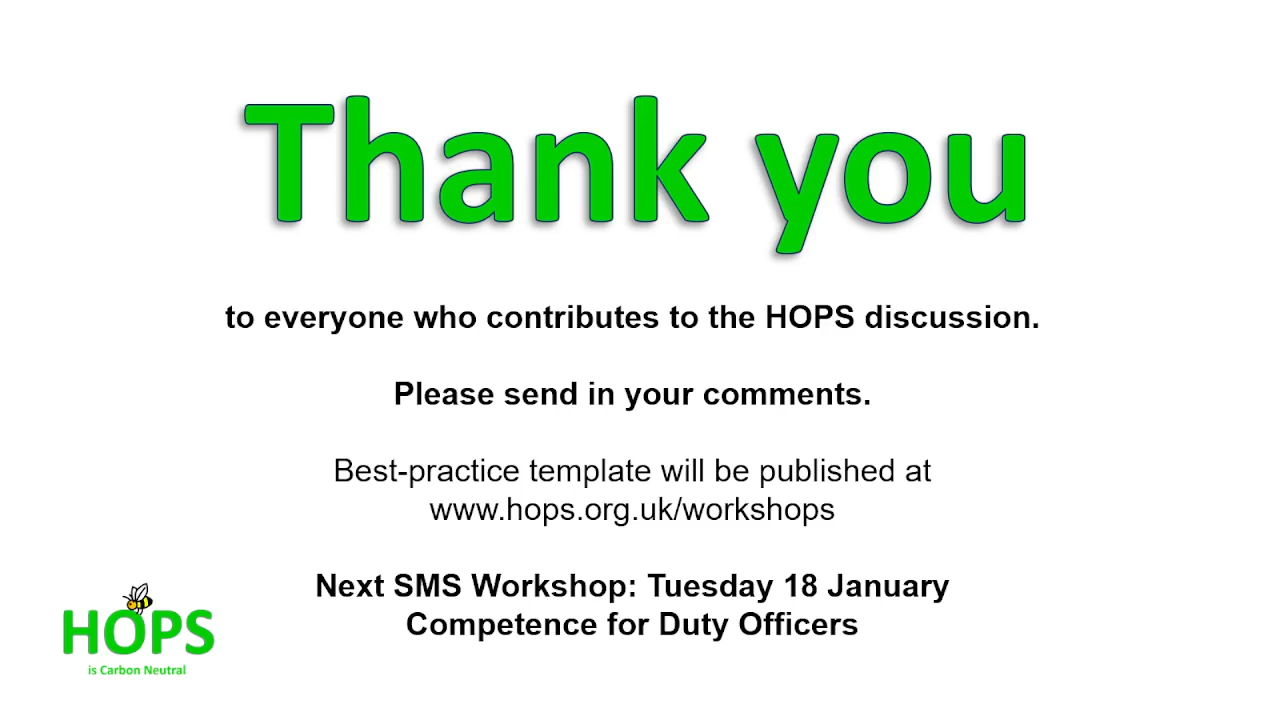 Thank you
to everyone who contributes to the HOPS discussion.
Please send in your comments.
Best-practice template will be published at
www.hops.org.uk/workshops
Next SMS Workshop: Tuesday 18 January
Competence for Duty Officers
HOPS
is Carbon Neutral